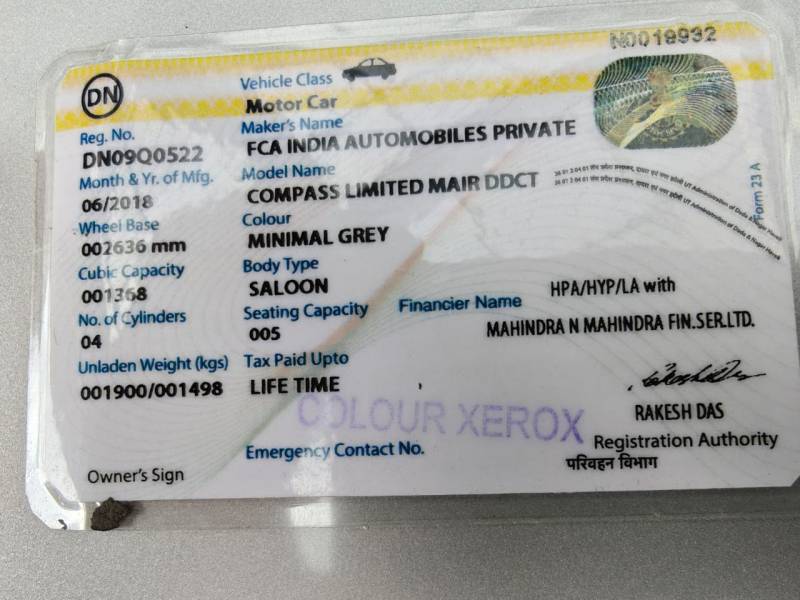 N0019932
DN
Vehicle Class
Motor Car
Reg. No.
DN09Q0522
Maker's Name
FCA INDIA AUTOMOBILES PRIVATE
Month & Yr. of Mfg.
06/2018
Model Name
COMPASS LIMITED MAIR DDCT
Form 23 A
Wheel Base
002636 mm
Colour
MINIMAL GREY
Cubic Capacity
001368
Body Type
SALOON
No. of Cylinders
04
Seating Capacity
005
Financier Name
HPA/HYP/LA with
MAHINDRA N MAHINDRA FIN.SER.LTD.
Unladen Weight (kgs)
001900/001498
Tax Paid Upto
LIFE TIME
COLOUR XEROX
RAKESH DAS
Registration Authority
परिवहन विभाग
Emergency Contact No.
Owner's Sign